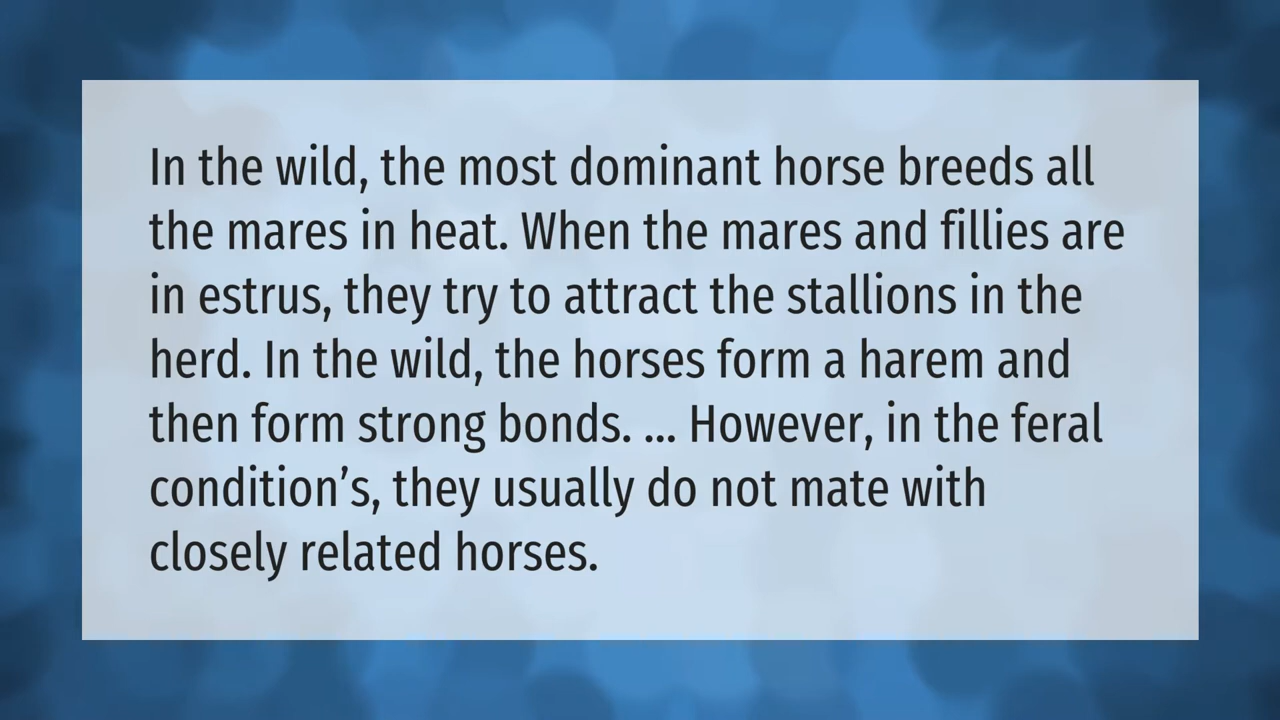 In the wild, the most dominant horse breeds all
the mares in heat. When the mares and fillies are
in estrus, they try to attract the stallions in the
herd. In the wild, the horses form a harem and
then form strong bonds. ... However, in the feral
condition’s, they usually do not mate with
closely related horses.